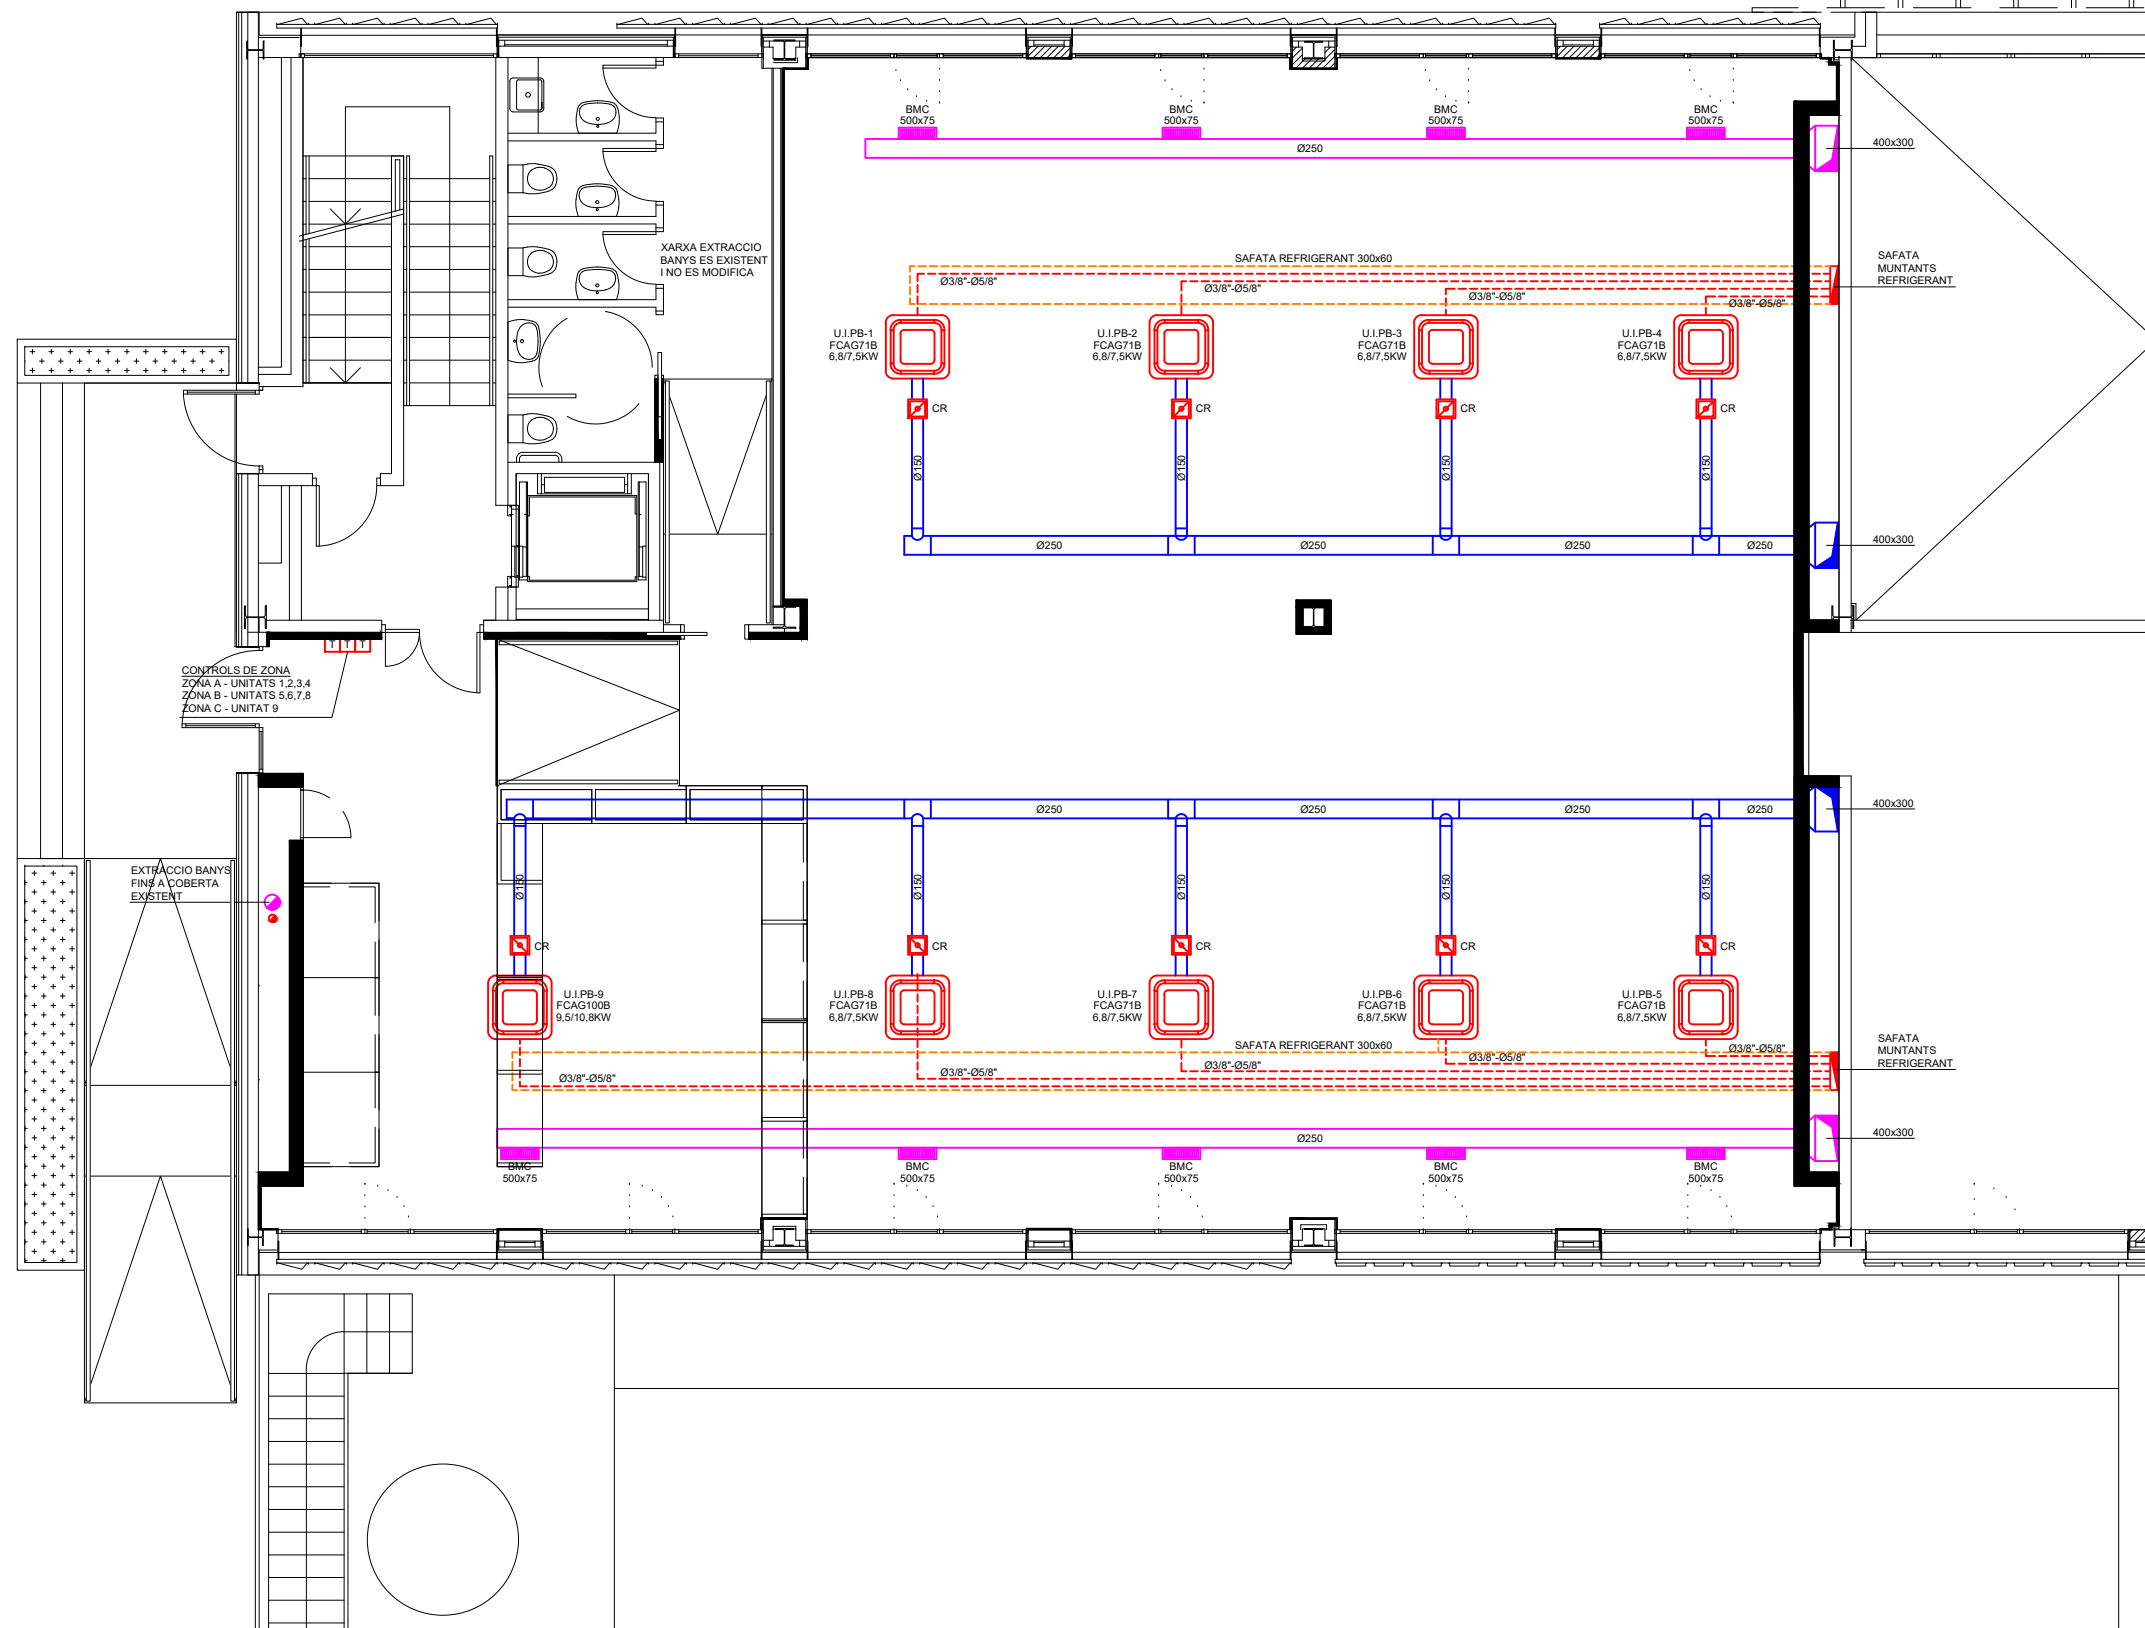 BMC
500x75
BMC
500x75
BMC
500x75
BMC
500x75
Ø250
400x300
XARXA EXTRACCIO
BANYS ES EXISTENT
I NO ES MODIFICA
SAFATA REFRIGERANT 300x60
SAFATA
MUNTANTS
REFRIGERANT
Ø3/8"-Ø5/8"
Ø3/8"-Ø5/8"
Ø3/8"-Ø5/8"
Ø3/8"-Ø5/8"
U.I.PB-1
FCAG71B
6,8/7,5KW
U.I.PB-2
FCAG71B
6,8/7,5KW
U.I.PB-3
FCAG71B
6,8/7,5KW
U.I.PB-4
FCAG71B
6,8/7,5KW
CR
CR
CR
CR
Ø150
Ø150
Ø150
Ø150
Ø250
Ø250
Ø250
Ø250
400x300
CONTROLS DE ZONA
ZONA A - UNITATS 1,2,3,4
ZONA B - UNITATS 5,6,7,8
ZONA C - UNITAT 9
Ø250
Ø250
Ø250
Ø250
400x300
EXTRACCIO BANYS
FINS A COBERTA
EXISTENT
Ø150
Ø150
Ø150
Ø150
Ø150
CR
CR
CR
CR
CR
U.I.PB-9
FCAG100B
9,5/10,8KW
U.I.PB-8
FCAG71B
6,8/7,5KW
U.I.PB-7
FCAG71B
6,8/7,5KW
U.I.PB-6
FCAG71B
6,8/7,5KW
U.I.PB-5
FCAG71B
6,8/7,5KW
SAFATA REFRIGERANT 300x60
SAFATA
MUNTANTS
REFRIGERANT
Ø3/8"-Ø5/8"
Ø3/8"-Ø5/8"
Ø3/8"-Ø5/8"
Ø3/8"-Ø5/8"
Ø3/8"-Ø5/8"
Ø250
400x300
BMC
500x75
BMC
500x75
BMC
500x75
BMC
500x75
BMC
500x75